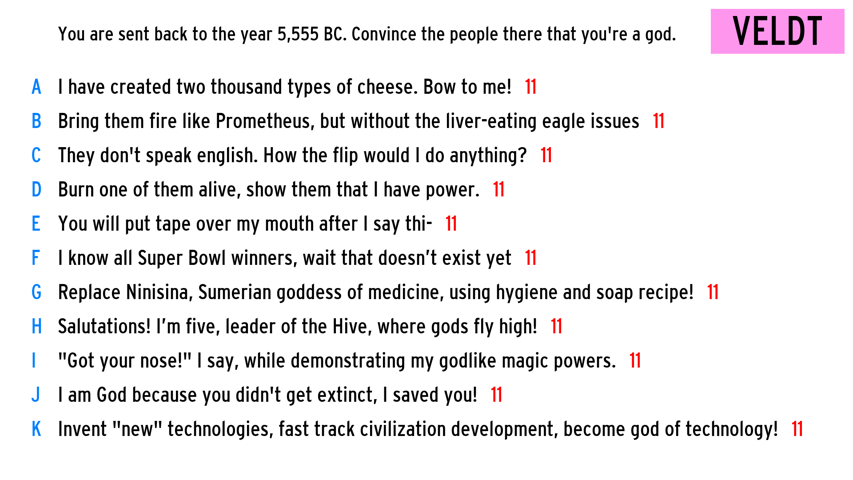 You are sent back to the year 5,555 BC. Convince the people there that you're a god.
VELDT
A I have created two thousand types of cheese. Bow to me! 11
B Bring them fire like Prometheus, but without the liver-eating eagle issues 11
C They don't speak english. How the flip would I do anything? 11
D Burn one of them alive, show them that I have power. 11
E You will put tape over my mouth after I say thi- 11
F I know all Super Bowl winners, wait that doesn’t exist yet 11
G Replace Ninisina, Sumerian goddess of medicine, using hygiene and soap recipe! 11
H Salutations! I’m five, leader of the Hive, where gods fly high! 11
I "Got your nose!" I say, while demonstrating my godlike magic powers. 11
J I am God because you didn't get extinct, I saved you! 11
K Invent "new" technologies, fast track civilization development, become god of technology! 11